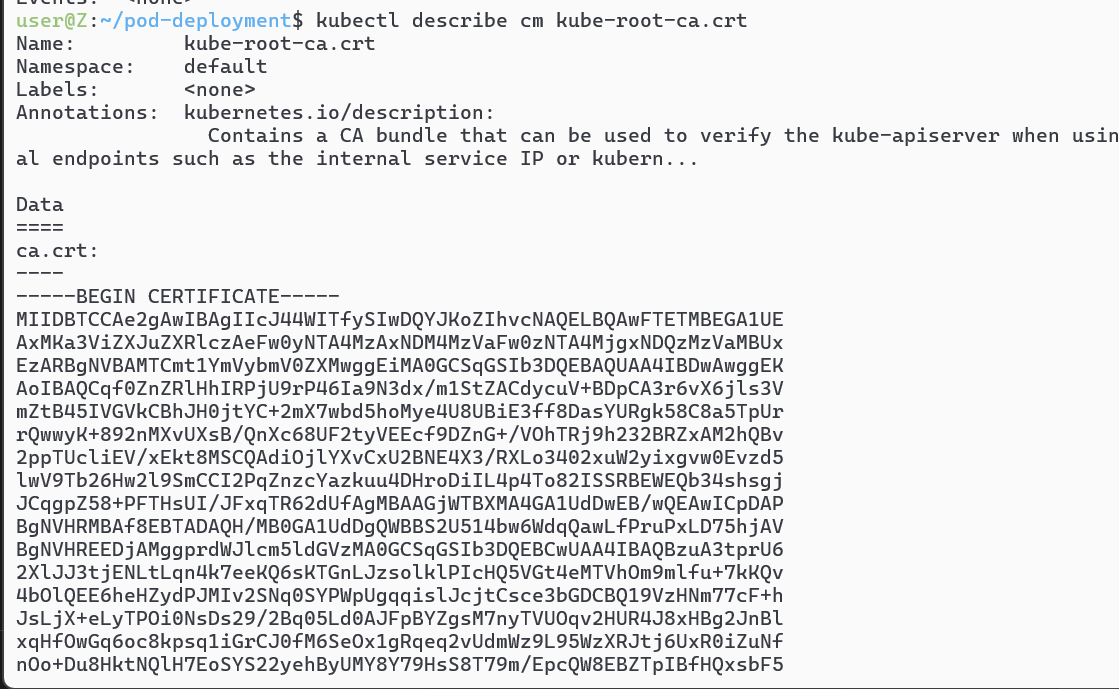 Events:  <none>
user@Z:~/pod-deployment$ kubectl describe cm kube-root-ca.crt
Name:         kube-root-ca.crt
Namespace:    default
Labels:       <none>
Annotations:  kubernetes.io/description:
                Contains a CA bundle that can be used to verify the kube-apiserver when usin
al endpoints such as the internal service IP or kubern...

Data
====
ca.crt:
----
-----BEGIN CERTIFICATE-----
MIIDBTCCAe2gAwIBAgIIcJ44WITfySIwDQYJKoZIhvcNAQELBQAwFTETMBEGA1UE
AxMKa3ViZXJuZXRlczAeFw0yNTA4MzAxNDM4MzVaFw0zNTA4MjgxNDQzMzVaMBUx
EzARBgNVBAMTCmt1YmVybmV0ZXMwggEiMA0GCSqGSIb3DQEBAQUAA4IBDwAwggEK
AoIBAQCqf0ZnZRlHhIRPjU9rP46Ia9N3dx/m1StZACdycuV+BDpCA3r6vX6jls3V
mZtB45IVGVkCBhJH0jtYC+2mX7wbd5hoMye4U8UBiE3ff8DasYURgk58C8a5TpUr
rQwwyK+892nMXvUXsB/QnXc68UF2tyVEEcf9DZnG+/VOhTRj9h232BRZxAM2hQBv
2ppTUcliEV/xEkt8MSCQAdiOjlYXvCxU2BNE4X3/RXLo3402xuW2yixgvw0Evzd5
lwV9Tb26Hw2l9SmCCI2PqZnzcYazkuu4DHroDiIL4p4To82ISSRBEWEQb34shsgj
JCqgpZ58+PFTHsUI/JFxqTR62dUfAgMBAAGjWTBXMA4GA1UdDwEB/wQEAwICpDAP
BgNVHRMBAf8EBTADAQH/MB0GA1UdDgQWBBS2U514bw6WdqQawLfPruPxLD75hjAV
BgNVHREEDjAMggprdWJlcm5ldGVzMA0GCSqGSIb3DQEBCwUAA4IBAQBzuA3tprU6
2XlJJ3tjENLtLqn4k7eeKQ6sKTGnLJzsolklPIcHQ5VGt4eMTVhOm9mlfu+7kKQv
4bOlQEE6heHZydPJMIv2SNq0SYPWpUgqqislJcjtCsce3bGDCBQ19VzHNm77cF+h
JsLjX+eLyTPOi0NsDs29/2Bq05Ld0AJFpBYZgsM7nyTVUOqv2HUR4J8xHBg2JnBl
xqHfOwGq6oc8kpsq1iGrCJ0fM6SeOx1gRqeq2vUdmWz9L95WzXRJtj6UxR0iZuNf
nOo+Du8HktNQlH7EoSYS22yehByUMY8Y79HsS8T79m/EpcQW8EBZTpIBfHQxsbF5